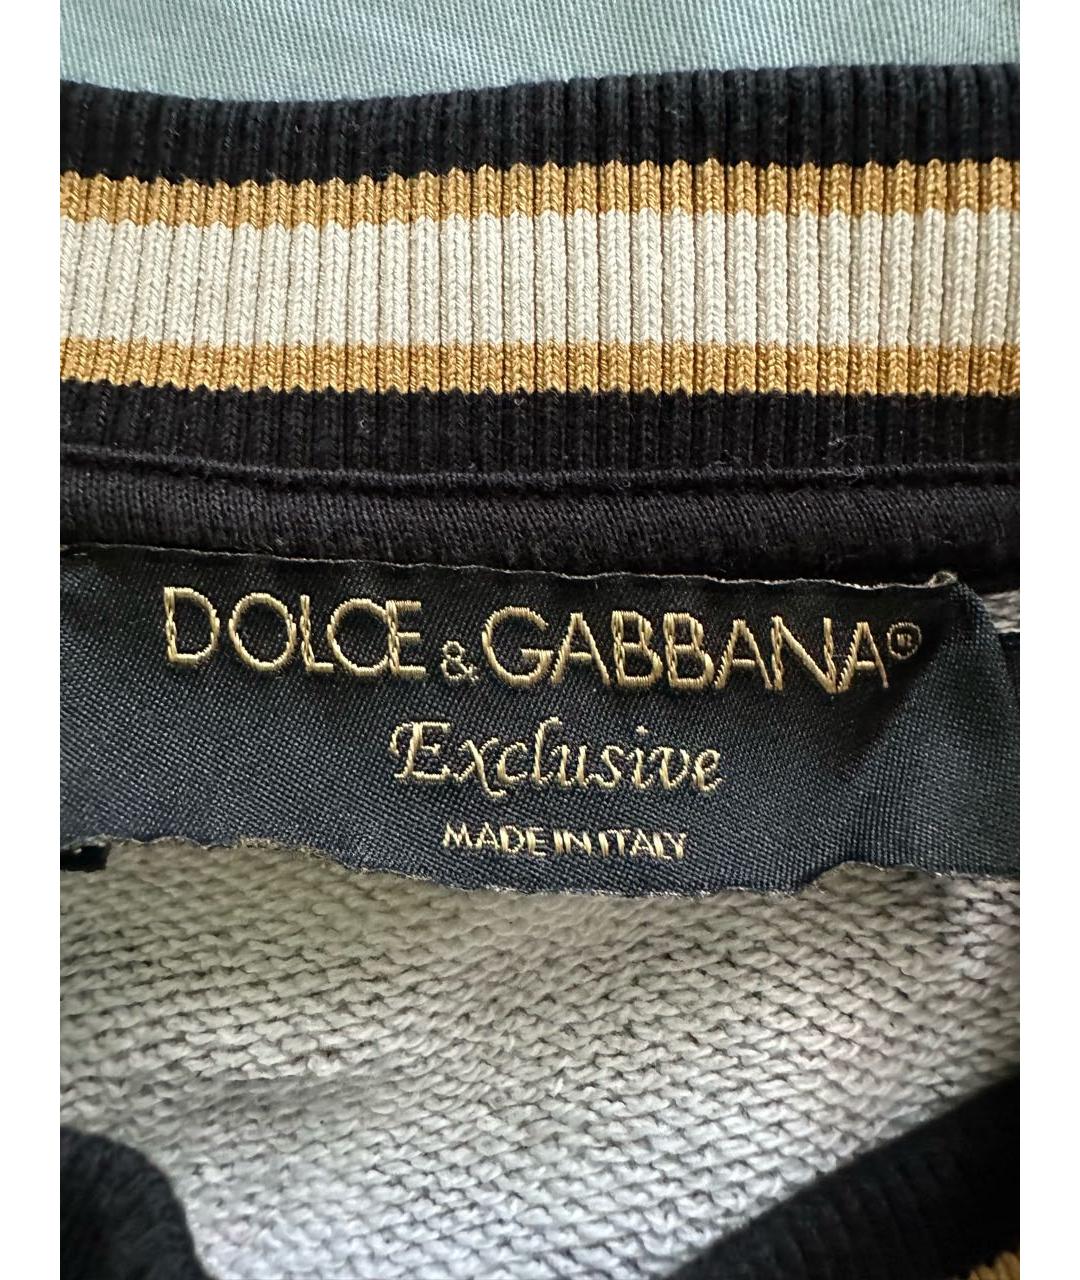 DOLCE & GABBANA®
Exclusive
MADE IN ITALY